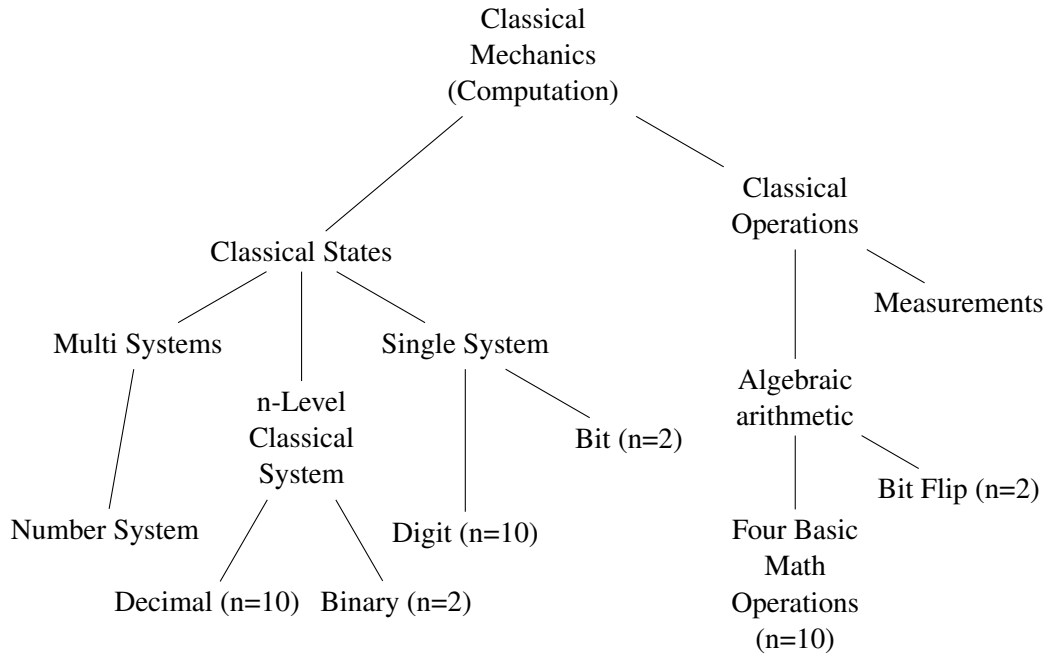 Classical
Mechanics
(Computation)
Classical
Operations
Classical States
Measurements
Multi Systems
Single System
Algebraic
arithmetic
n-Level
Classical
System
Bit (n=2)
Bit Flip (n=2)
Number System
Digit (n=10)
Four Basic
Math
Operations
(n=10)
Decimal (n=10)
Binary (n=2)